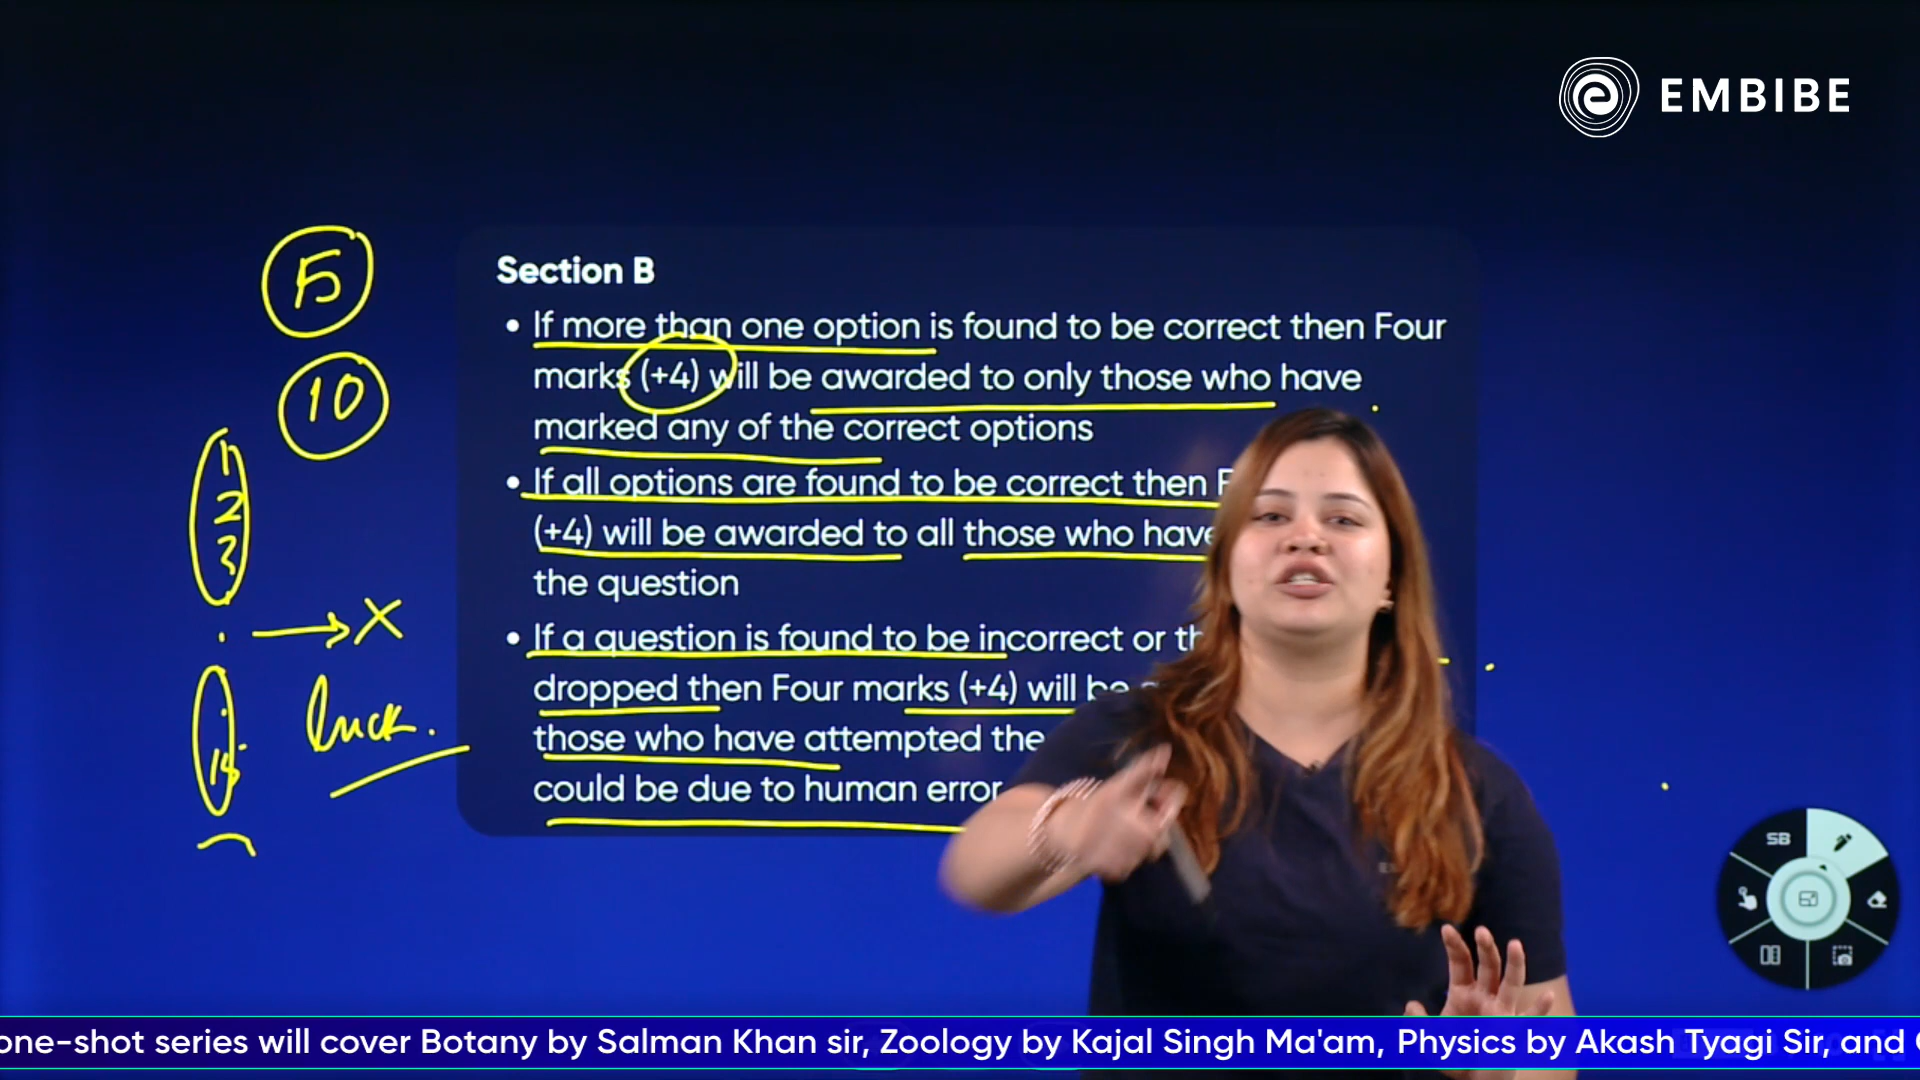 EMBIBE
15
10
1
2
3
X
luck.
15
Section B
• If more than one option is found to be correct then Four
marks (+4) will be awarded to only those who have
marked any of the correct options
• If all options are found to be correct then
(+4) will be awarded to all those who have
the question
• If a question is found to be incorrect or
dropped then Four marks (+4) will be
those who have attempted the
could be due to human error
SB
one-shot series will cover Botany by Salman Khan sir, Zoology by Kajal Singh Ma'am, Physics by Akash Tyagi Sir, and